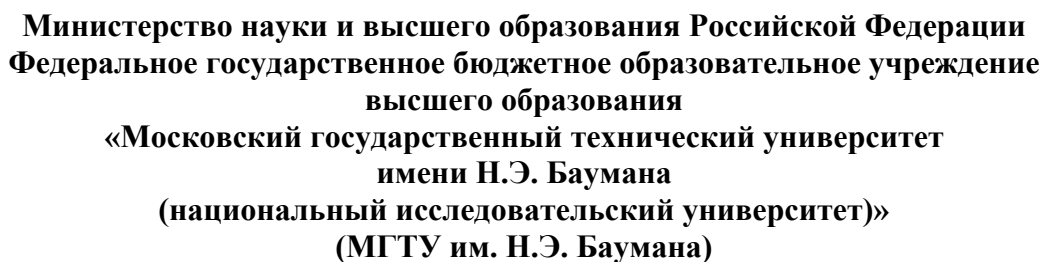 Министерство науки и высшего образования Российской Федерации
Федеральное государственное бюджетное образовательное учреждение
высшего образования
«Московский государственный технический университет
имени Н.Э. Баумана
(национальный исследовательский университет)»
(МГТУ им. Н.Э. Баумана)